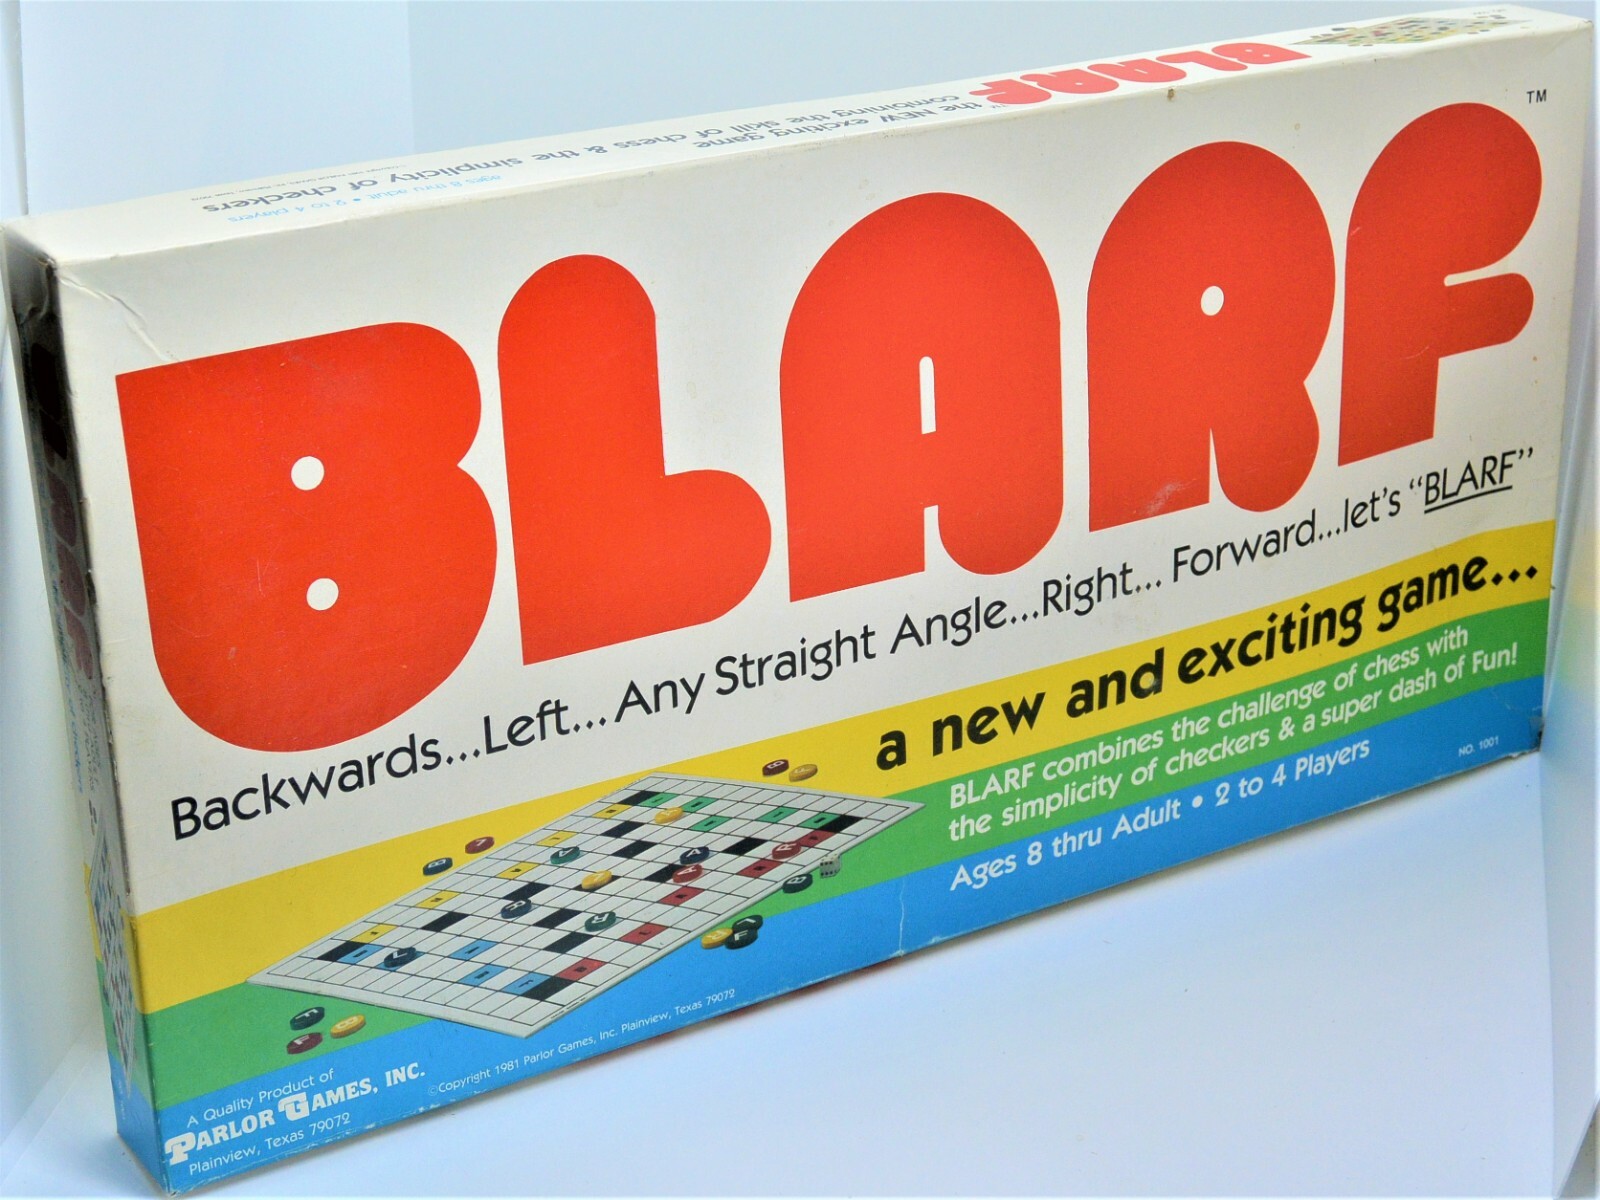 BLARF
the NEW exciting game
combining the skill of chess & the simplicity of checkers
ages 8 thru adult • 2 to 4 players
BLARF™
Backwards...Left...Any Straight Angle...Right...Forward...let's “BLARF”
a new and exciting game...
BLARF combines the challenge of chess with
the simplicity of checkers & a super dash of Fun!
Ages 8 thru Adult • 2 to 4 Players
NO. 1001
A Quality Product of
PARLOR GAMES, INC.
Plainview, Texas 79072
©Copyright 1981 Parlor Games, Inc. Plainview, Texas 79072